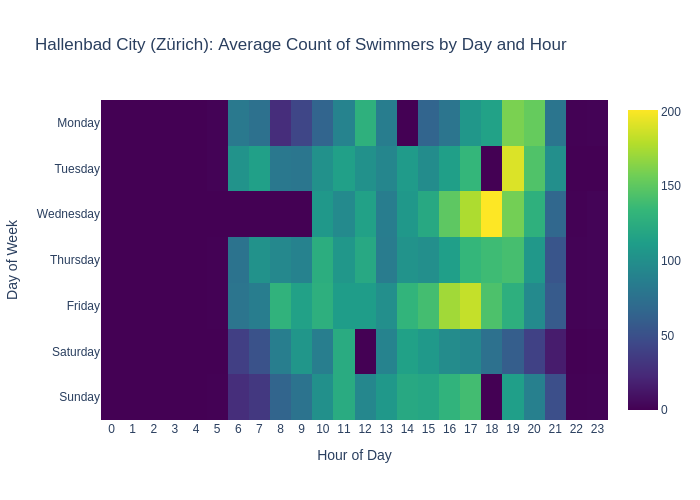 Hallenbad City (Zürich): Average Count of Swimmers by Day and Hour
Monday
Tuesday
Wednesday
Thursday
Friday
Saturday
Sunday
Day of Week
0 1 2 3 4 5 6 7 8 9 10 11 12 13 14 15 16 17 18 19 20 21 22 23
Hour of Day
200
150
100
50
0